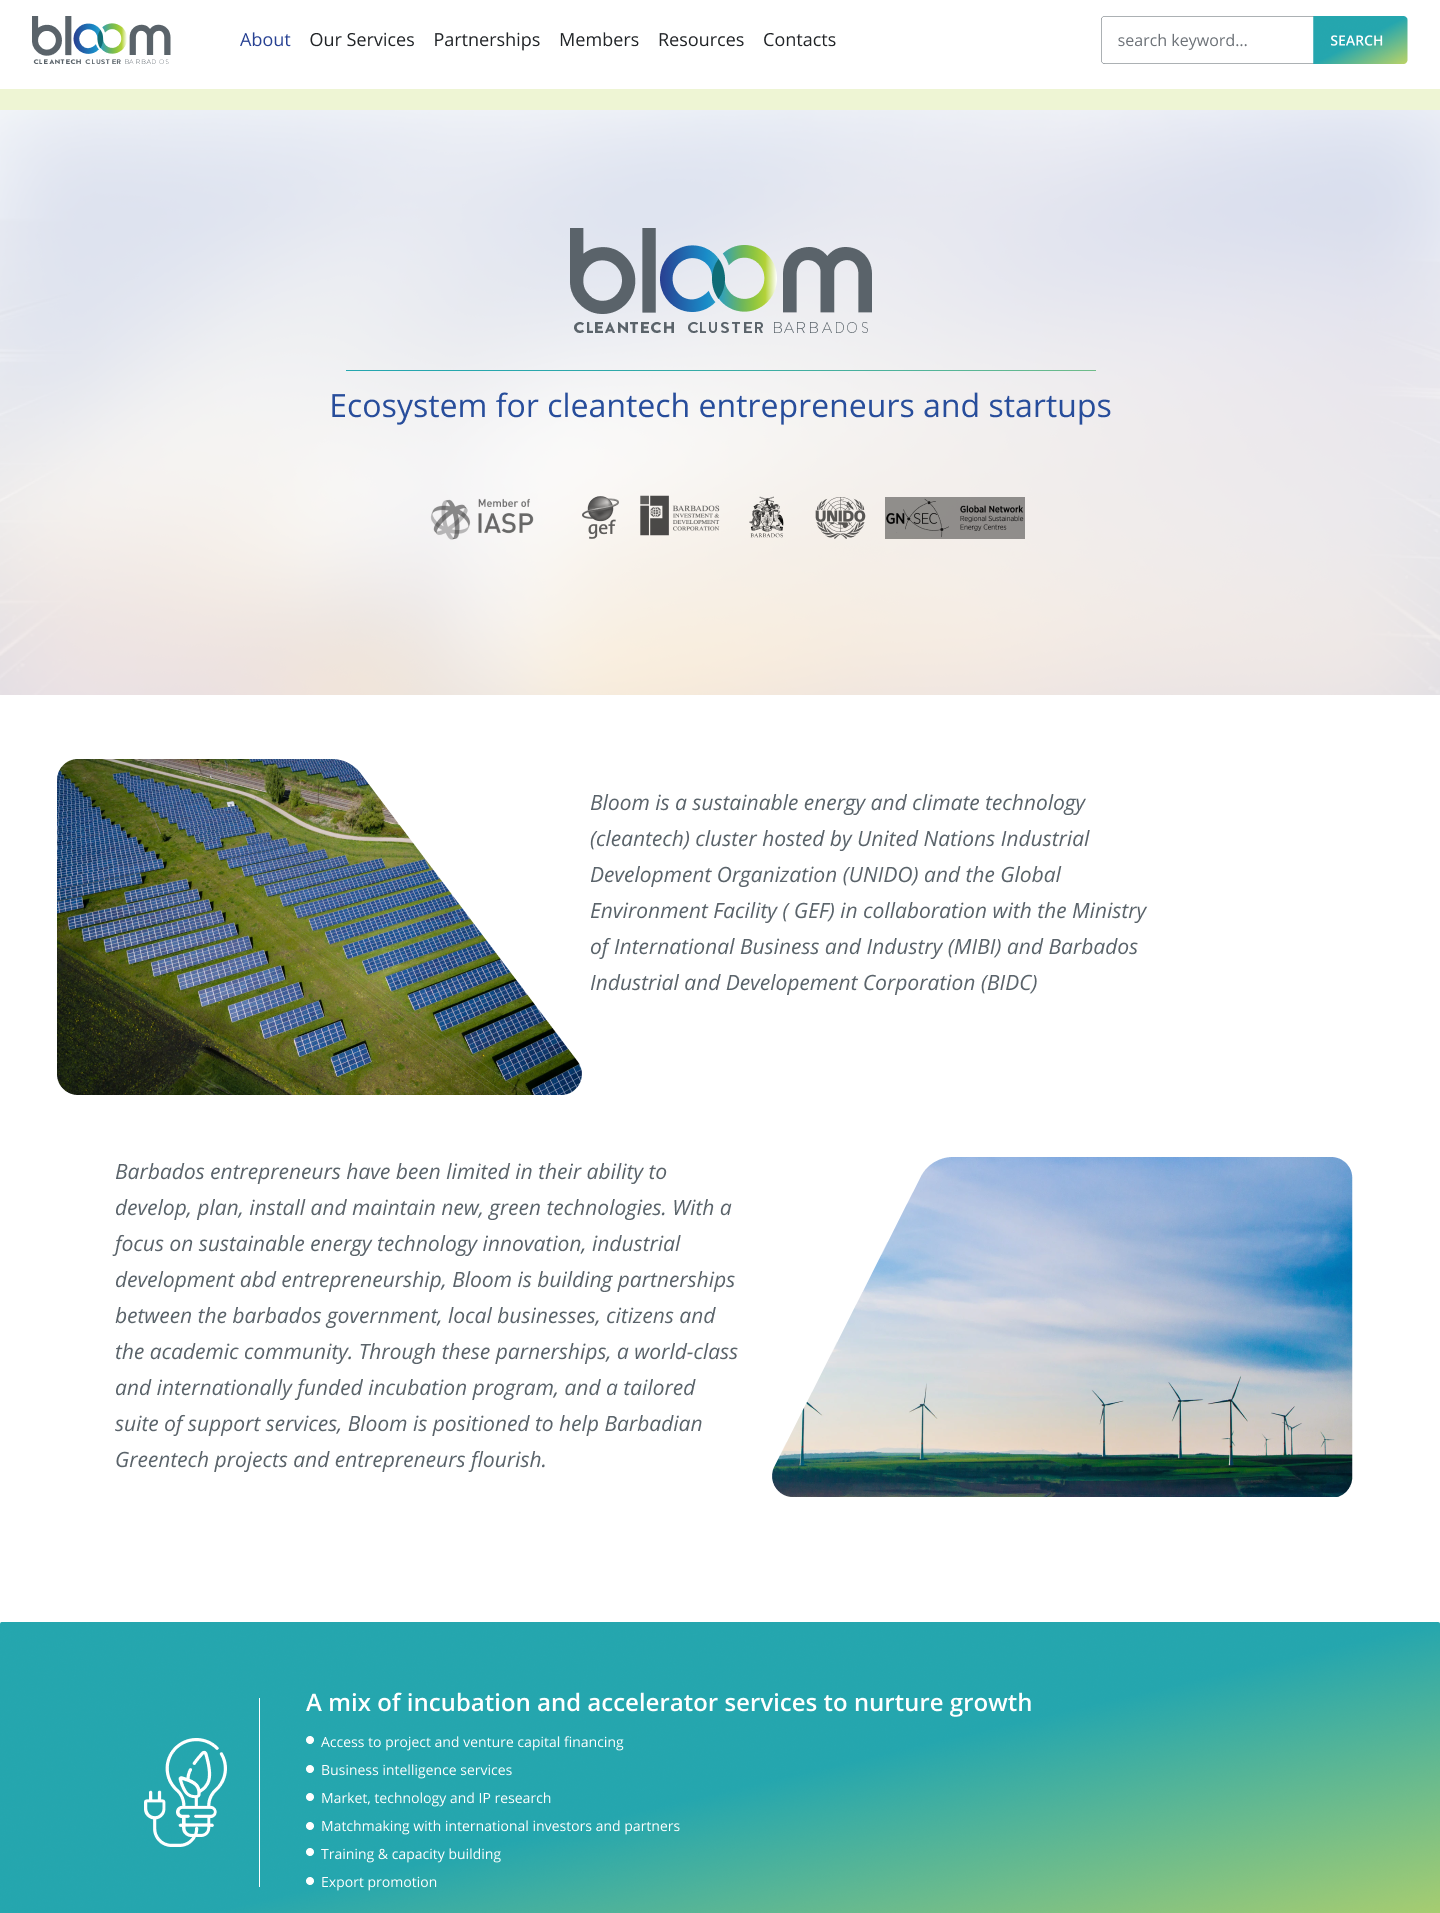 bloom
CLEANTECH CLUSTER BARBADOS
About Our Services Partnerships Members Resources Contacts
search keyword... SEARCH
bloom
CLEANTECH CLUSTER BARBADOS
Ecosystem for cleantech entrepreneurs and startups
Member of
IASP
gef
BARBADOS
INVESTMENT &
DEVELOPMENT
CORPORATION
BARBADOS
UNIDO
GN SEC
Global Network
Regional Sustainable
Energy Centres
Bloom is a sustainable energy and climate technology
(cleantech) cluster hosted by United Nations Industrial
Development Organization (UNIDO) and the Global
Environment Facility ( GEF) in collaboration with the Ministry
of International Business and Industry (MIBI) and Barbados
Industrial and Developement Corporation (BIDC)
Barbados entrepreneurs have been limited in their ability to
develop, plan, install and maintain new, green technologies. With a
focus on sustainable energy technology innovation, industrial
development abd entrepreneurship, Bloom is building partnerships
between the barbados government, local businesses, citizens and
the academic community. Through these parnerships, a world-class
and internationally funded incubation program, and a tailored
suite of support services, Bloom is positioned to help Barbadian
Greentech projects and entrepreneurs flourish.
A mix of incubation and accelerator services to nurture growth
Access to project and venture capital financing
Business intelligence services
Market, technology and IP research
Matchmaking with international investors and partners
Training & capacity building
Export promotion